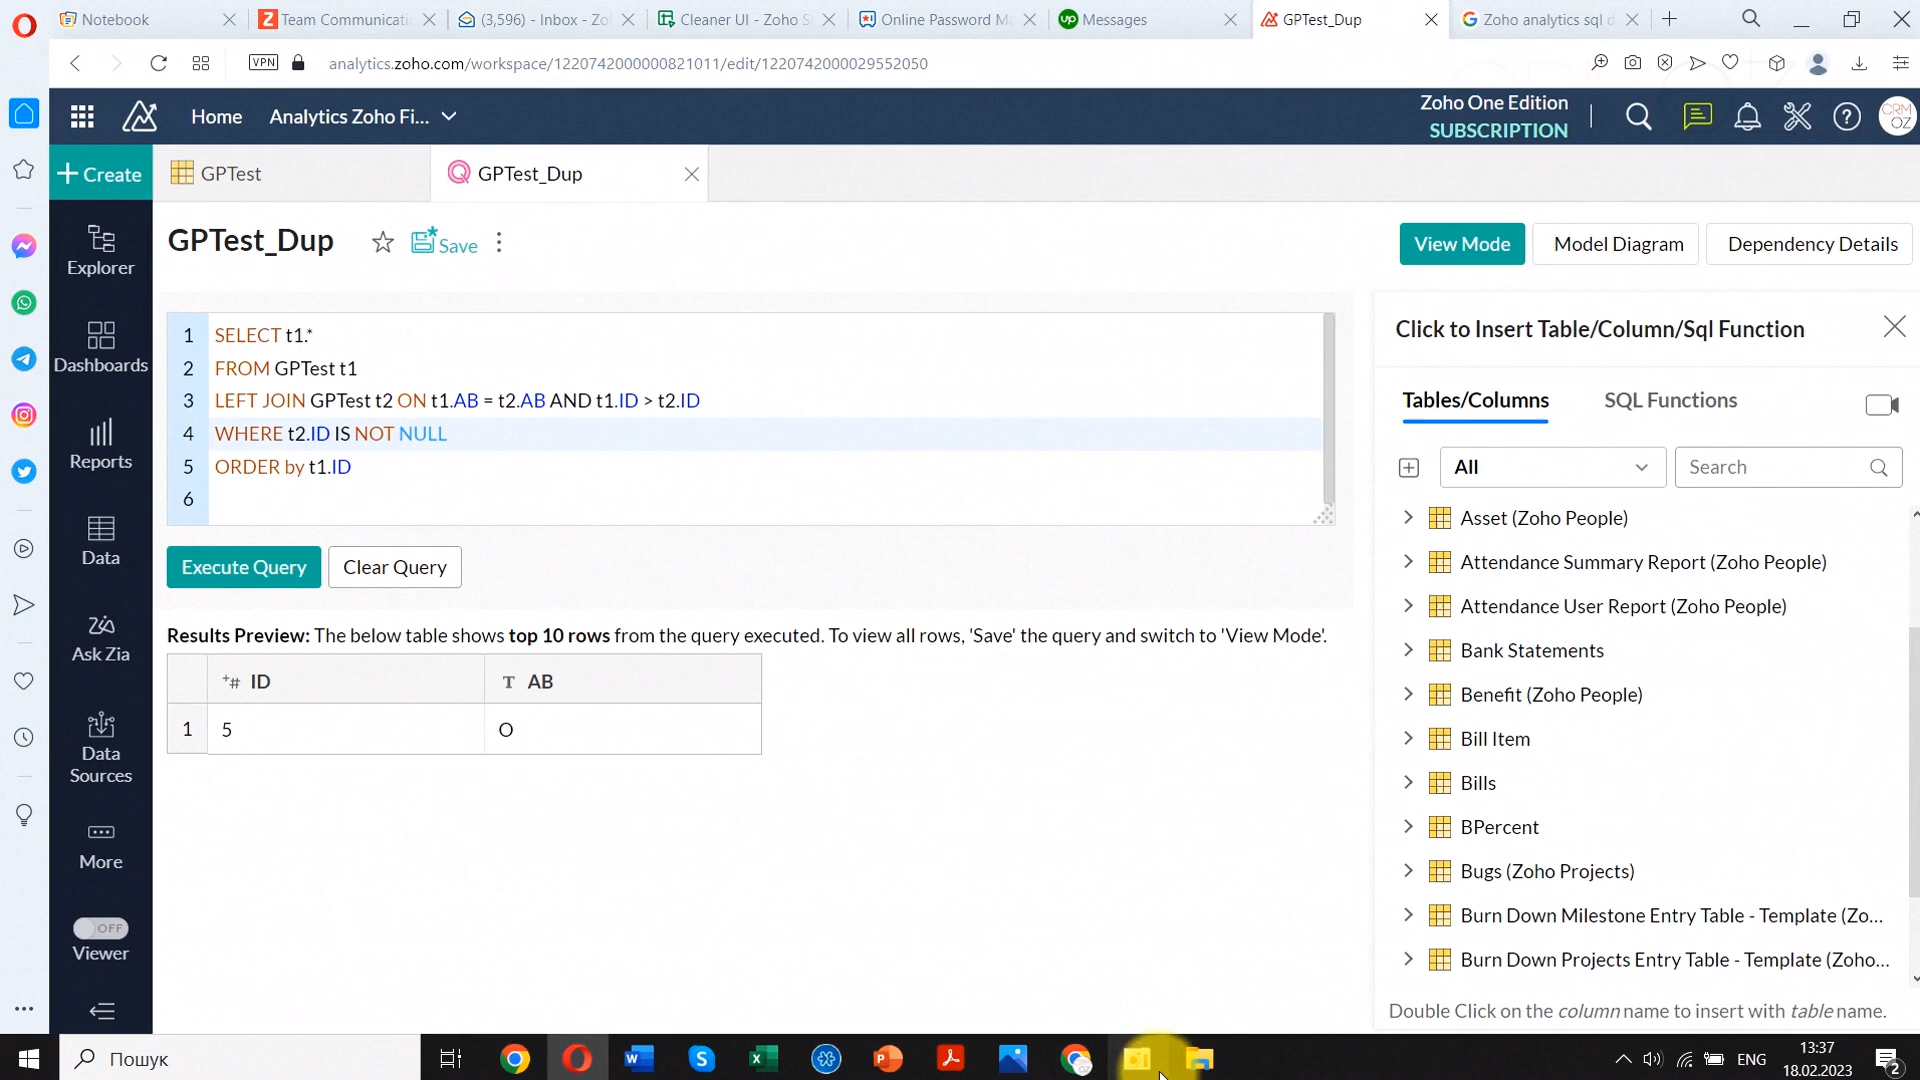 Notebook
Team Communicati
(3,596) - Inbox - Zo
Cleaner UI - Zoho S
Online Password Ma
Messages
GPTest_Dup
Zoho analytics sql d
VPN
analytics.zoho.com/workspace/1220742000000821011/edit/1220742000029552050
Home
Analytics Zoho Fi...
Zoho One Edition
SUBSCRIPTION
CRM
OZ
+ Create
GPTest
GPTest_Dup
Explorer
Dashboards
Reports
Data
Ask Zia
Data
Sources
More
OFF
Viewer
GPTest_Dup
Save
View Mode
Model Diagram
Dependency Details
1 SELECT t1.*
2 FROM GPTest t1
3 LEFT JOIN GPTest t2 ON t1.AB = t2.AB AND t1.ID > t2.ID
4 WHERE t2.ID IS NOT NULL
5 ORDER by t1.ID
6
Execute Query
Clear Query
Results Preview: The below table shows top 10 rows from the query executed. To view all rows, 'Save' the query and switch to 'View Mode'.
ID T AB
1 5 O
Click to Insert Table/Column/Sql Function
Tables/Columns
SQL Functions
All
Search
Asset (Zoho People)
Attendance Summary Report (Zoho People)
Attendance User Report (Zoho People)
Bank Statements
Benefit (Zoho People)
Bill Item
Bills
BPercent
Bugs (Zoho Projects)
Burn Down Milestone Entry Table - Template (Zo...
Burn Down Projects Entry Table - Template (Zoho...
Double Click on the column name to insert with table name.
Пошук
ENG
13:37
18.02.2023
2